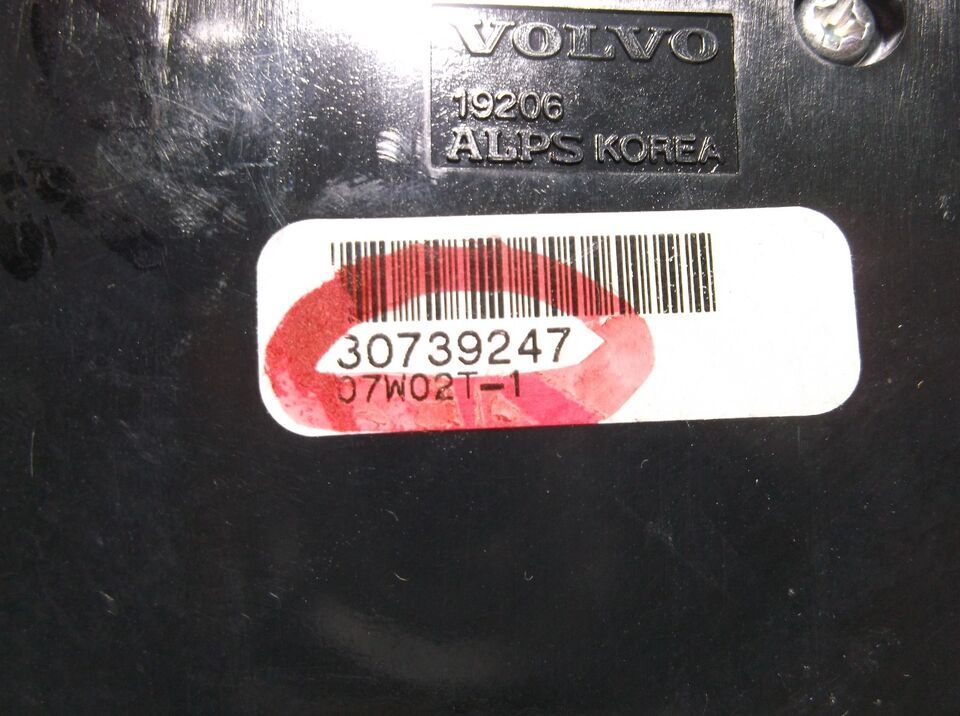 VOLVO
19206
ALPS KOREA
30739247
07W02T-1